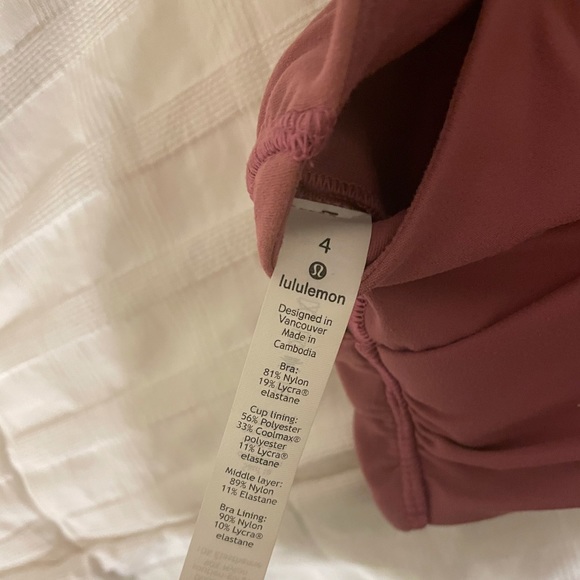 4
lululemon
Designed in
Vancouver
Made in
Cambodia
Bra:
81% Nylon
19% Lycra®
elastane
Cup lining:
56% Polyester
33% Coolmax®
polyester
11% Lycra®
elastane
Middle layer:
89% Nylon
11% Elastane
Bra Lining:
90% Nylon
10% Lycra®
elastane